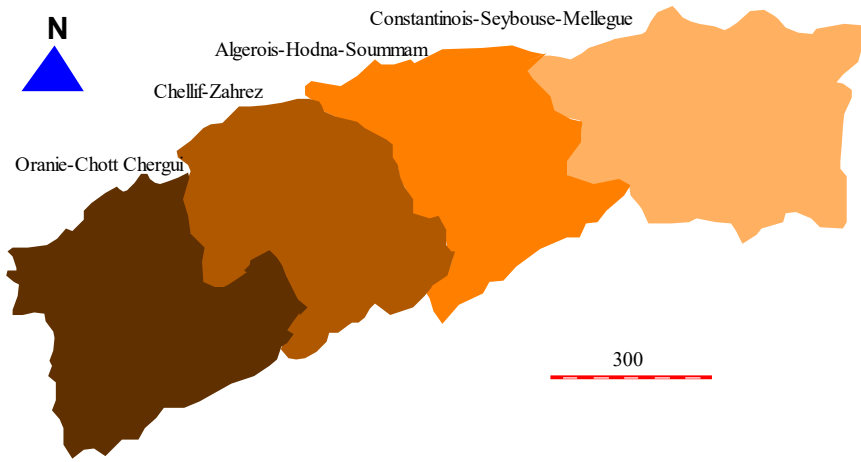 Constantinois-Seybouse-Mellegue
N
Algerois-Hodna-Soummam
Chellif-Zahrez
Oranie-Chott Chergui
300